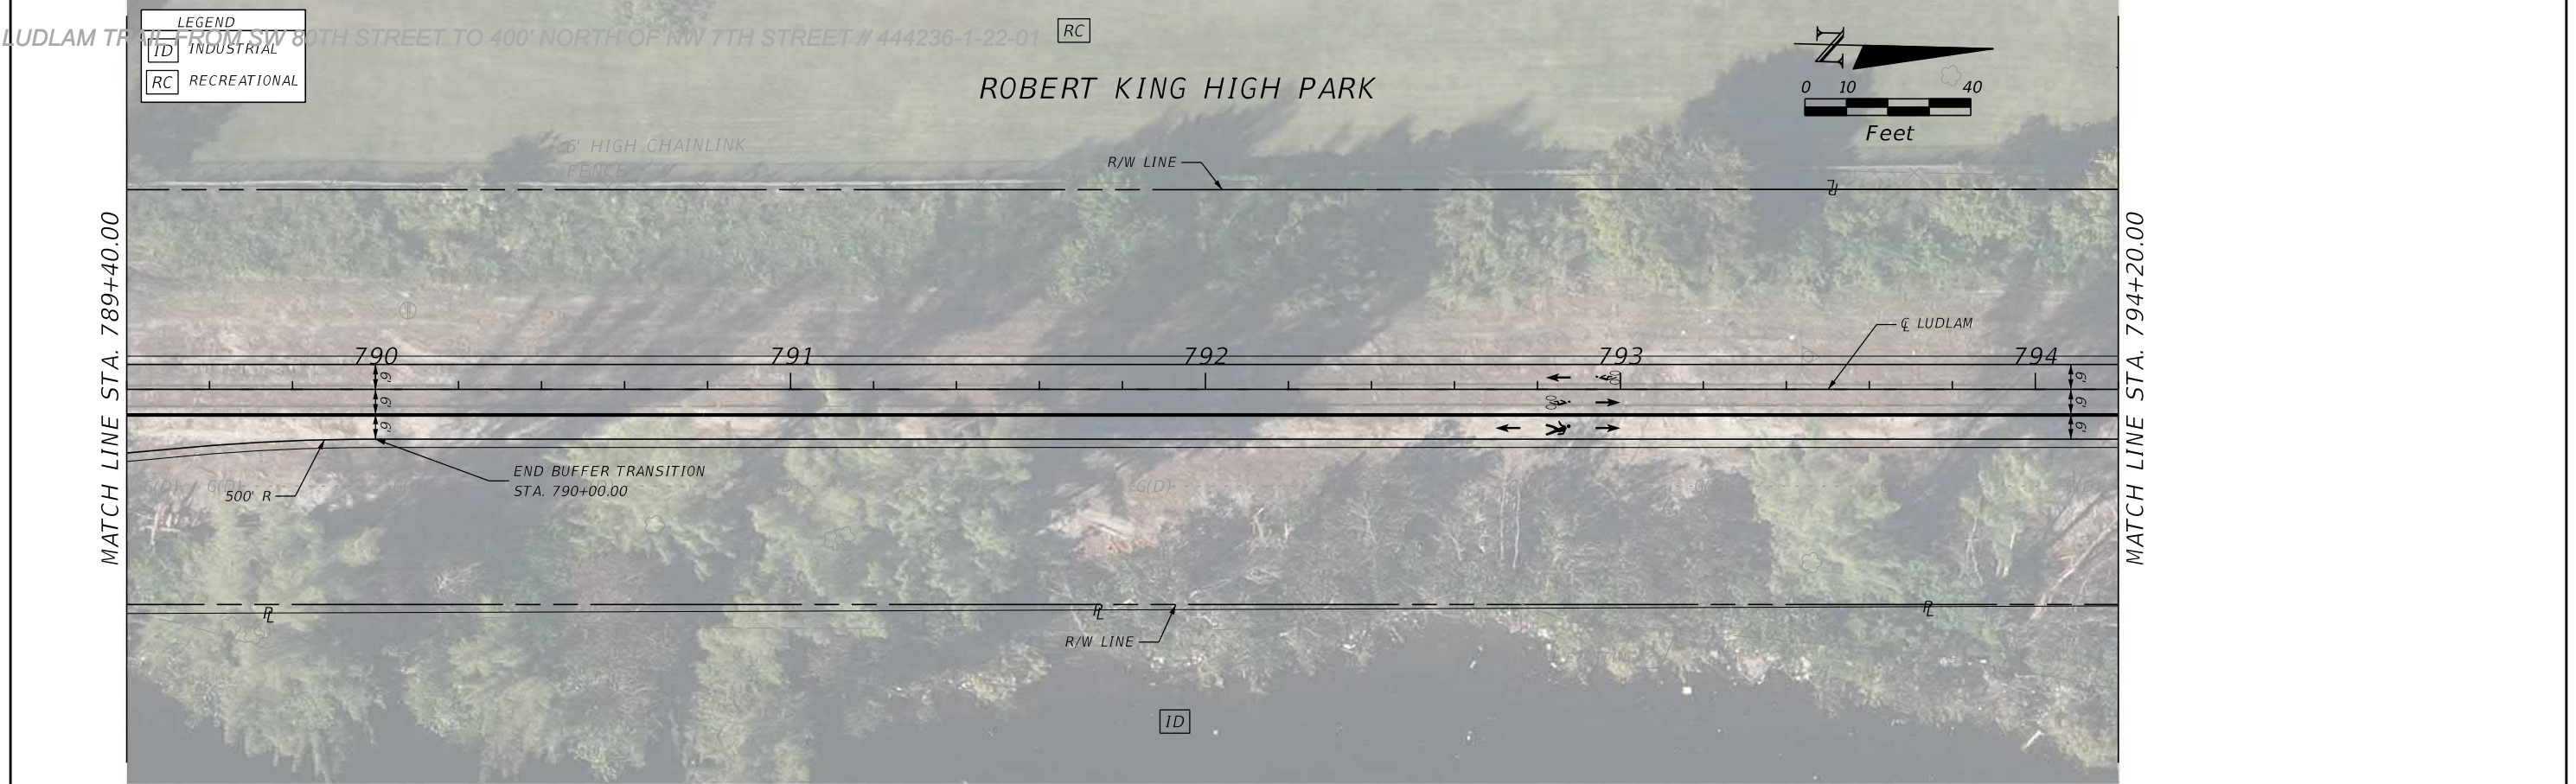 LEGEND
LUDLAM TRAIL FROM SW 80TH STREET TO 400' NORTH OF NW 7TH STREET // 444236-1-22-01
ID INDUSTRIAL
RC RECREATIONAL
RC
ROBERT KING HIGH PARK
N
0 10 40
Feet
6' HIGH CHAINLINK
FENCE
R/W LINE
MATCH LINE STA. 789+40.00
MATCH LINE STA. 794+20.00
℄ LUDLAM
790 791 792 793 794
6' 6'
6' 6'
6' 6'
END BUFFER TRANSITION
STA. 790+00.00
500' R
G(D) G(D) G(D)
PL PL PL
R/W LINE
ID